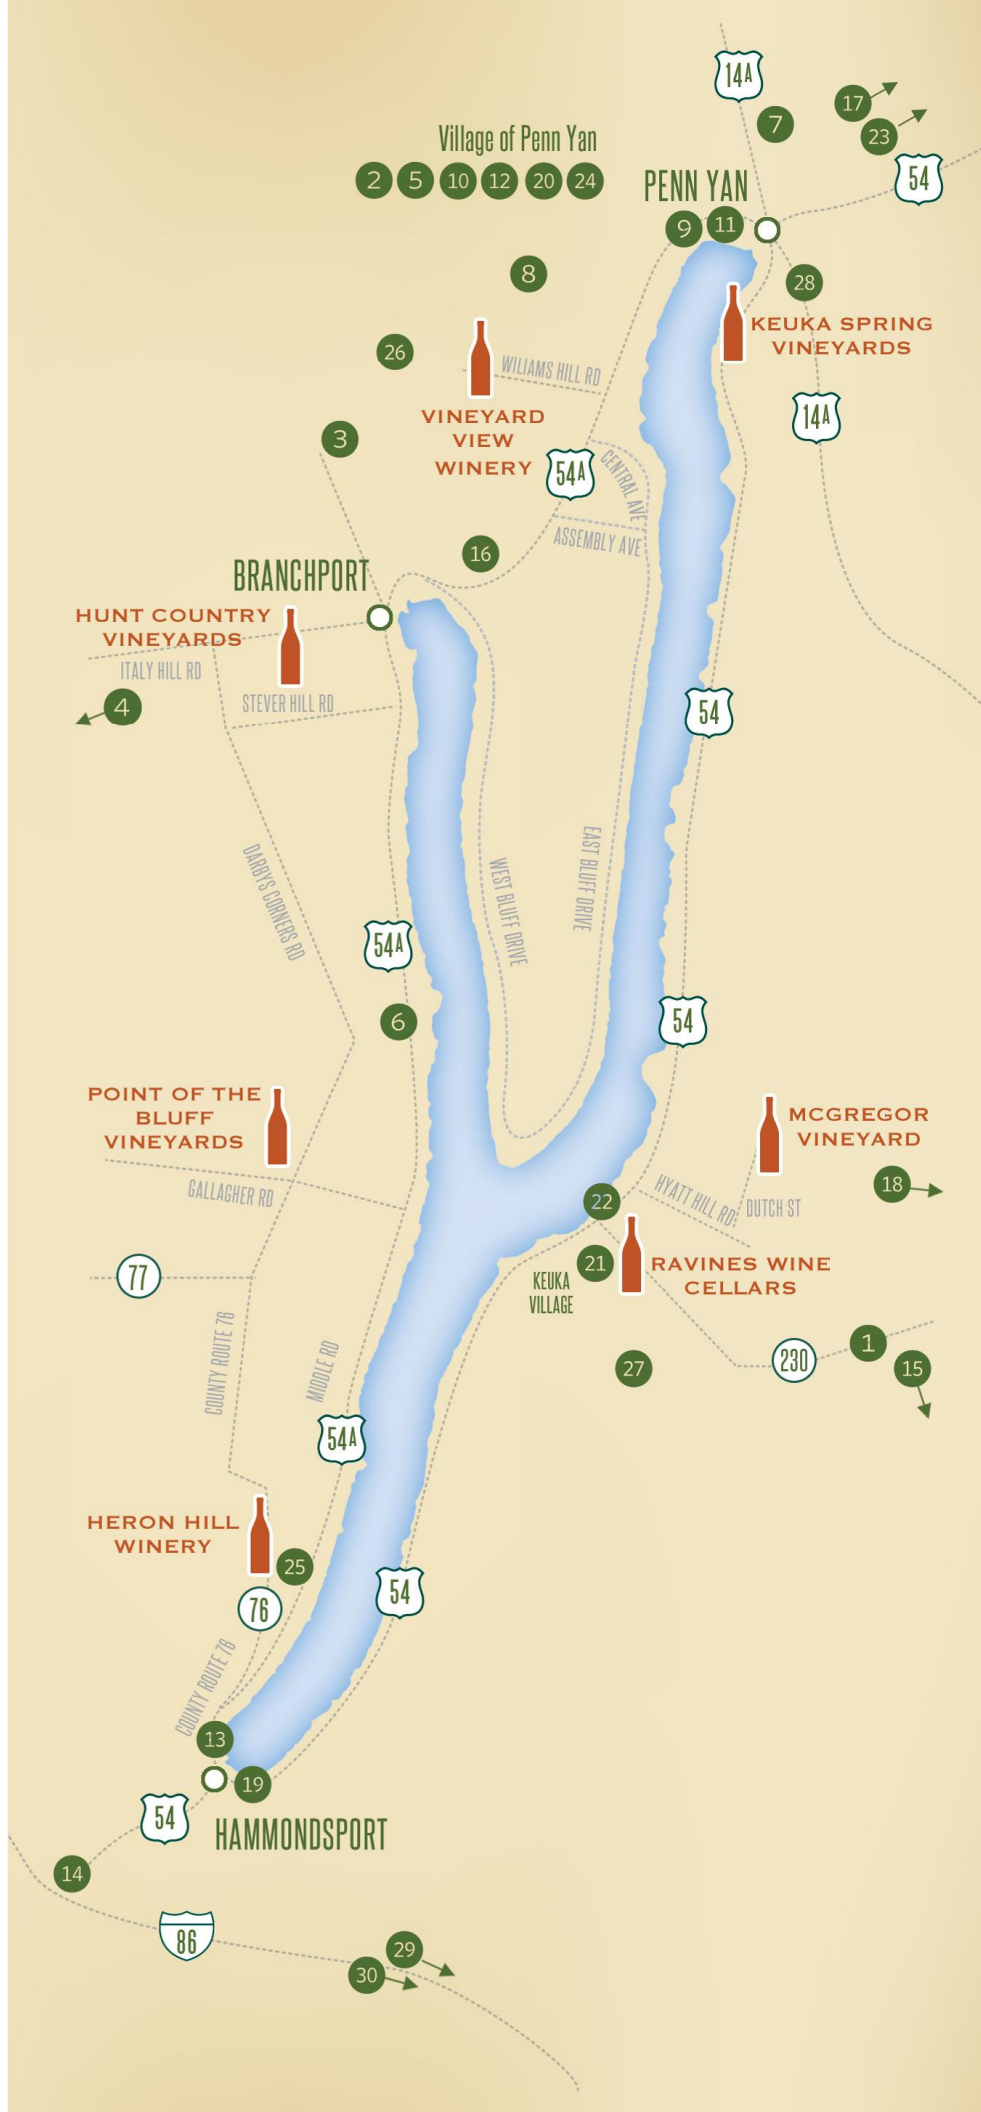 14A
17
7
23
Village of Penn Yan
54
2 5 10 12 20 24
PENN YAN
9 11
8
28
KEUKA SPRING
VINEYARDS
26
WILIAMS HILL RD
VINEYARD
VIEW
WINERY
14A
3
54A
CENTRAL AVE
ASSEMBLY AVE
16
BRANCHPORT
HUNT COUNTRY
VINEYARDS
ITALY HILL RD
STEVER HILL RD
4
54
DARBYS CORNERS RD
EAST BLUFF DRIVE
WEST BLUFF DRIVE
54A
6
54
POINT OF THE
BLUFF
VINEYARDS
MCGREGOR
VINEYARD
GALLAGHER RD
18
22
HYATT HILL RD
DUTCH ST
21
RAVINES WINE
CELLARS
KEUKA
VILLAGE
77
COUNTY ROUTE 76
MIDDLE RD
27
230
1
15
54A
HERON HILL
WINERY
25
76
54
COUNTY ROUTE 76
13
19
54
HAMMONDSPORT
14
86
29
30